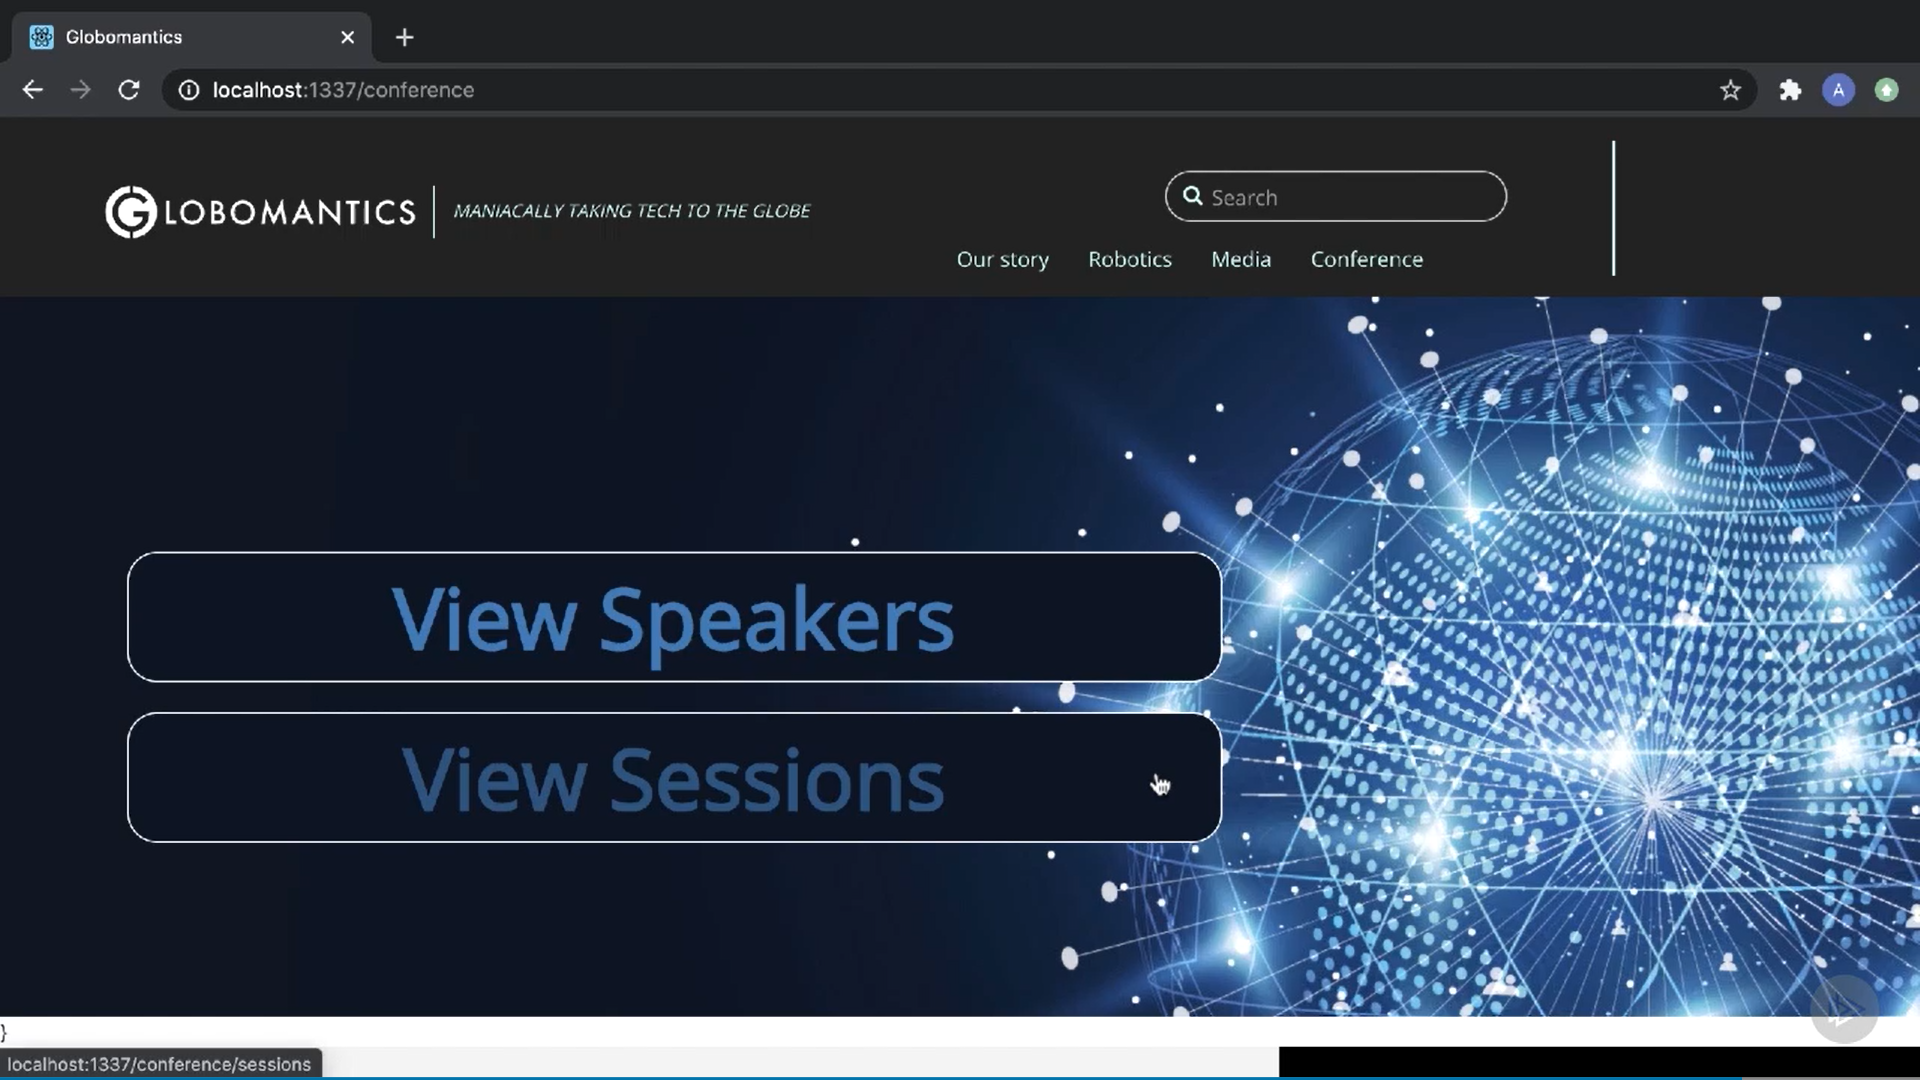 Globomantics
localhost:1337/conference
A
GLOBOMANTICS
MANIACALLY TAKING TECH TO THE GLOBE
Search
Our story Robotics Media Conference
View Speakers
View Sessions
}
localhost:1337/conference/sessions